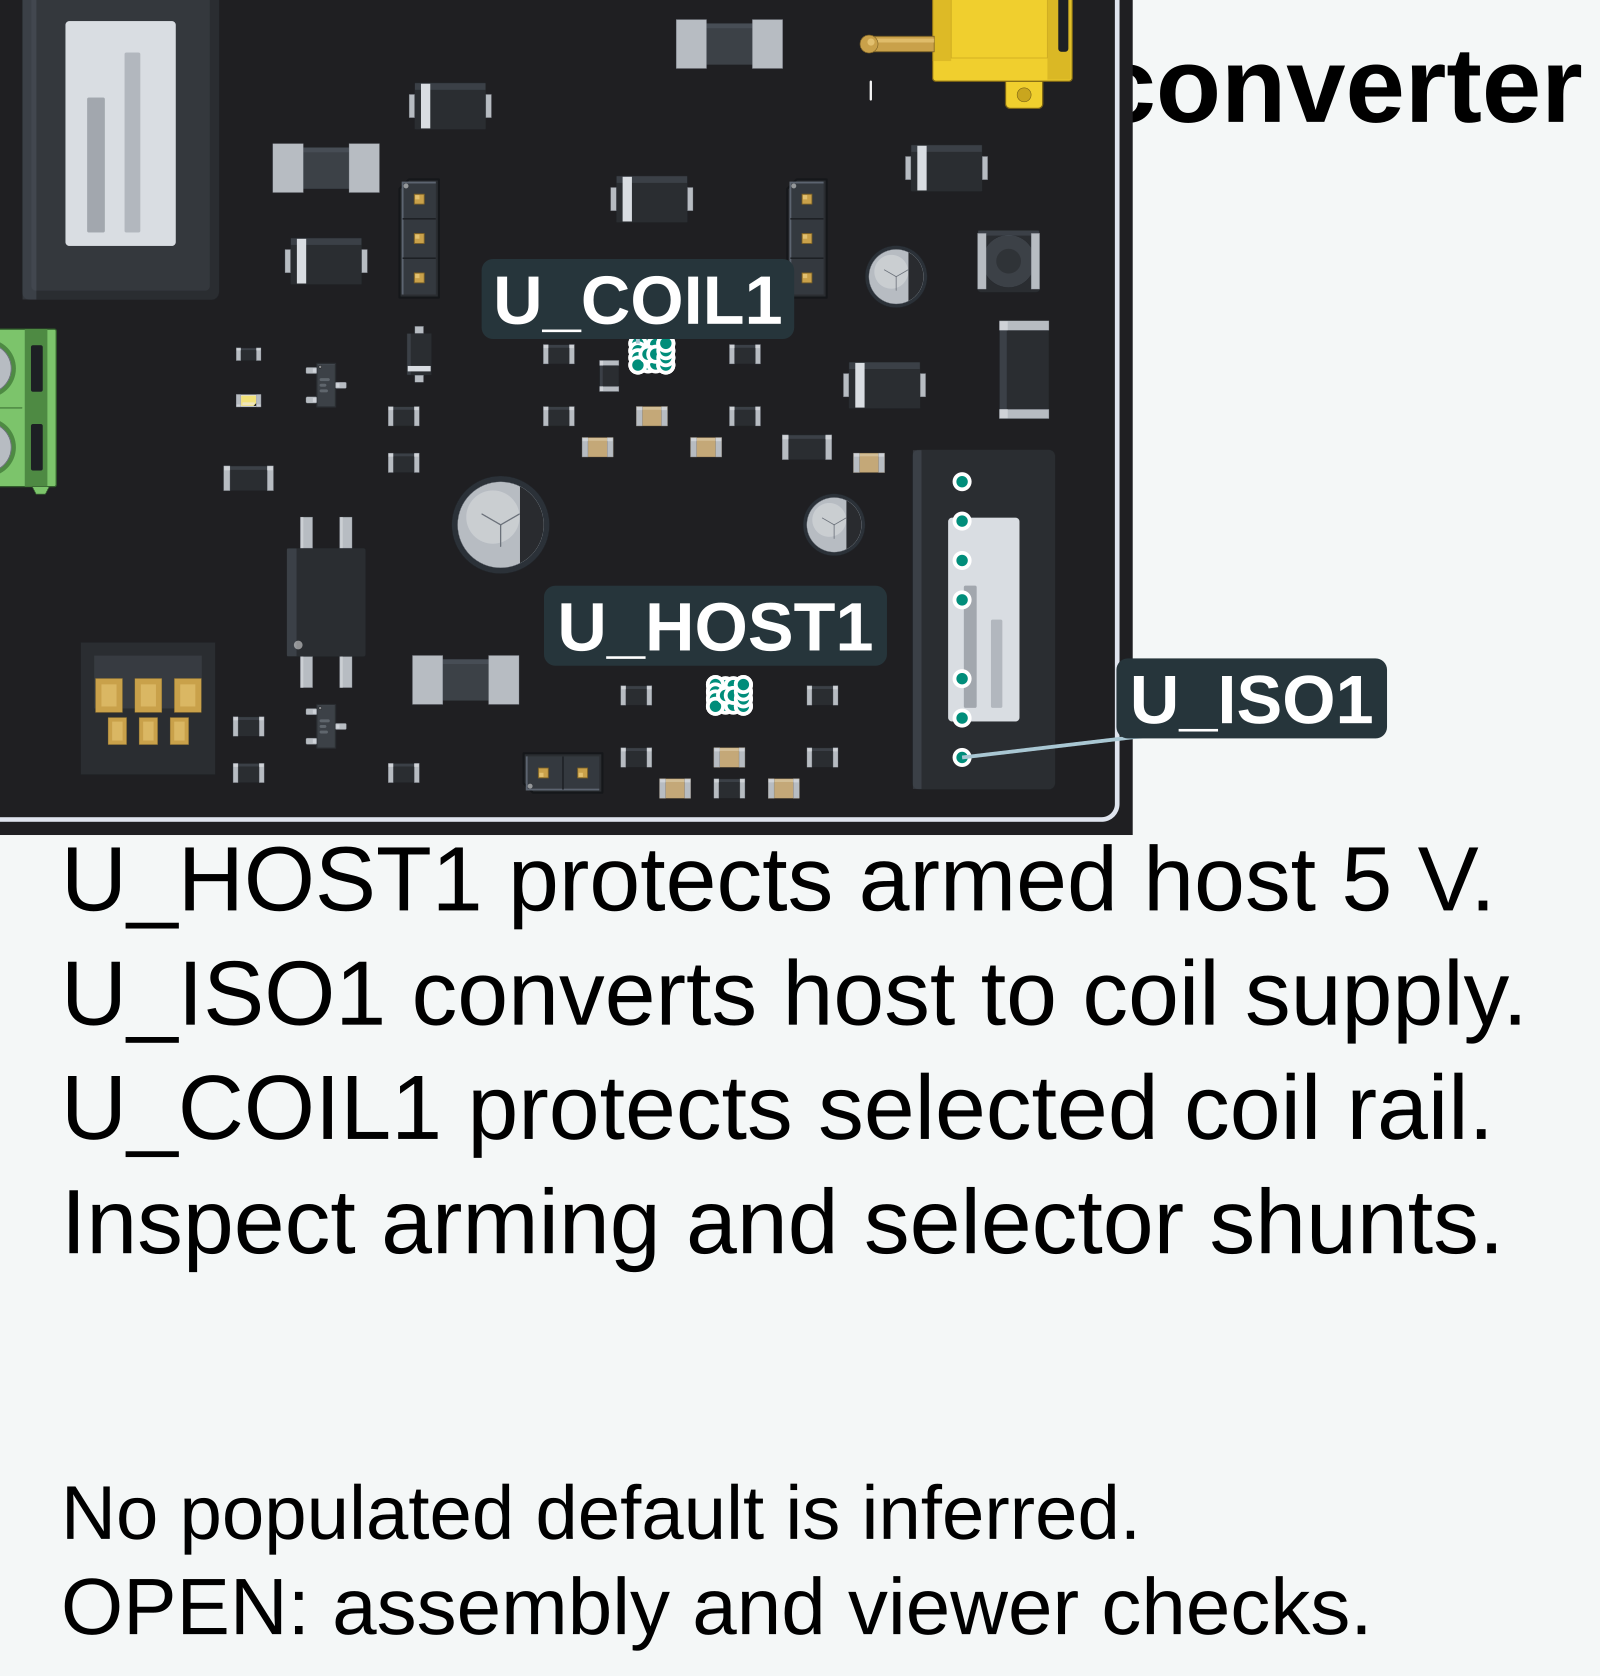 converter
U_COIL1
U_HOST1
U_ISO1
U_HOST1 protects armed host 5 V.
U_ISO1 converts host to coil supply.
U_COIL1 protects selected coil rail.
Inspect arming and selector shunts.
No populated default is inferred.
OPEN: assembly and viewer checks.